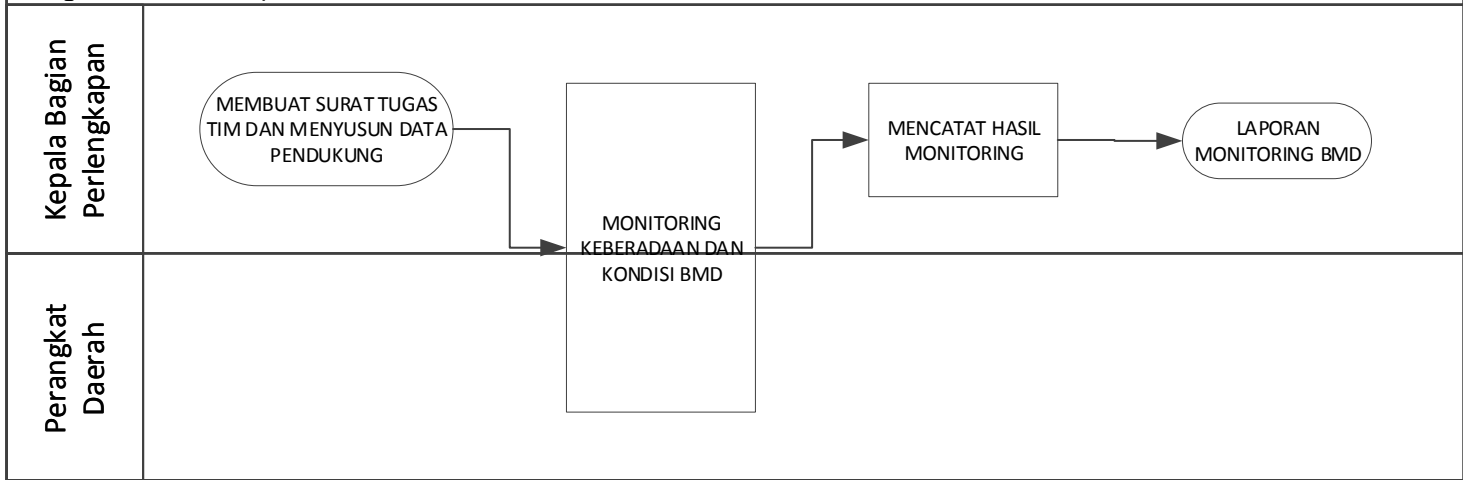 Kepala Bagian
Perlengkapan
MEMBUAT SURAT TUGAS
TIM DAN MENYUSUN DATA
PENDUKUNG
MONITORING
KEBERADAAN DAN
KONDISI BMD
MENCATAT HASIL
MONITORING
LAPORAN
MONITORING BMD
Perangkat
Daerah